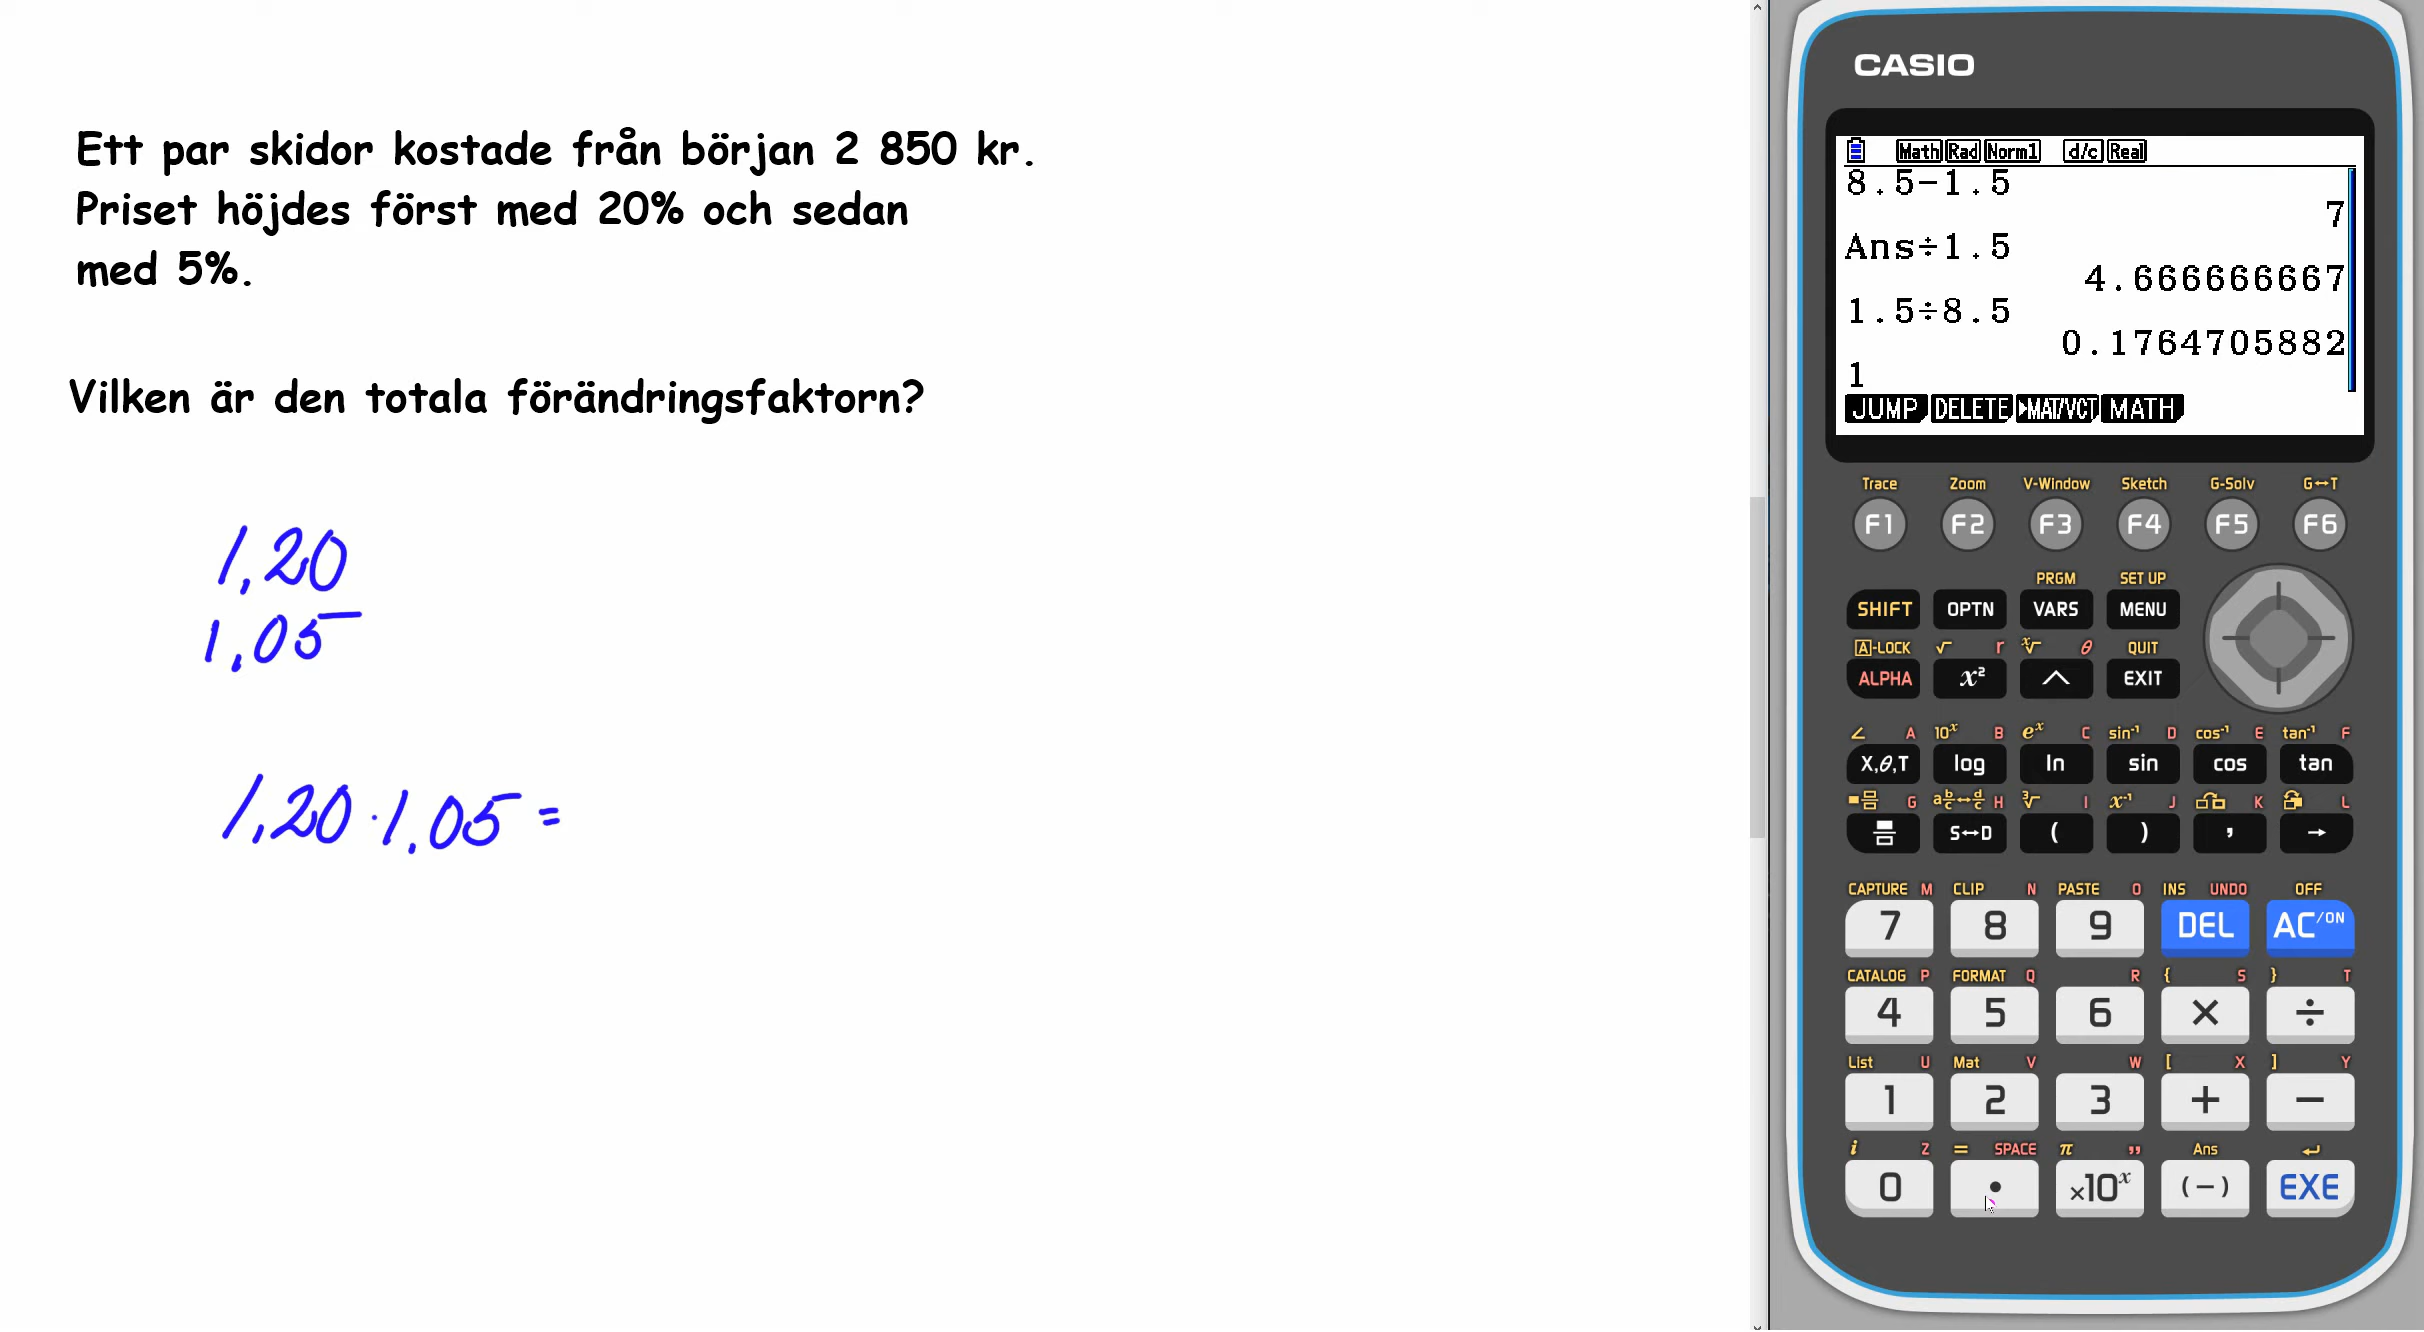 Ett par skidor kostade från början 2 850 kr.
Priset höjdes först med 20% och sedan
med 5%.
Vilken är den totala förändringsfaktorn?
1,20
1,05
1,20 · 1,05 =
CASIO
Math Rad Norm1 d/c Real
8.5-1.5
7
Ans÷1.5
4.666666667
1.5÷8.5
0.1764705882
1
JUMP DELETE ►MAT/VCT MATH
Trace Zoom V-Window Sketch G-Solv G↔T
F1 F2 F3 F4 F5 F6
PRGM SET UP
SHIFT OPTN VARS MENU
A-LOCK √ r ˣ√ θ QUIT
ALPHA x² ^ EXIT
∠ A 10ˣ B eˣ C sin⁻¹ D cos⁻¹ E tan⁻¹ F
X,θ,T log ln sin cos tan
G a b/c↔d/c H ³√ I x⁻¹ J K L
S↔D ( ) , →
CAPTURE M CLIP N PASTE O INS UNDO OFF
7 8 9 DEL AC/ON
CATALOG P FORMAT Q R { S } T
4 5 6 × ÷
List U Mat V W [ X ] Y
1 2 3 + −
i Z = SPACE π " Ans ↵
0 . ×10ˣ (−) EXE